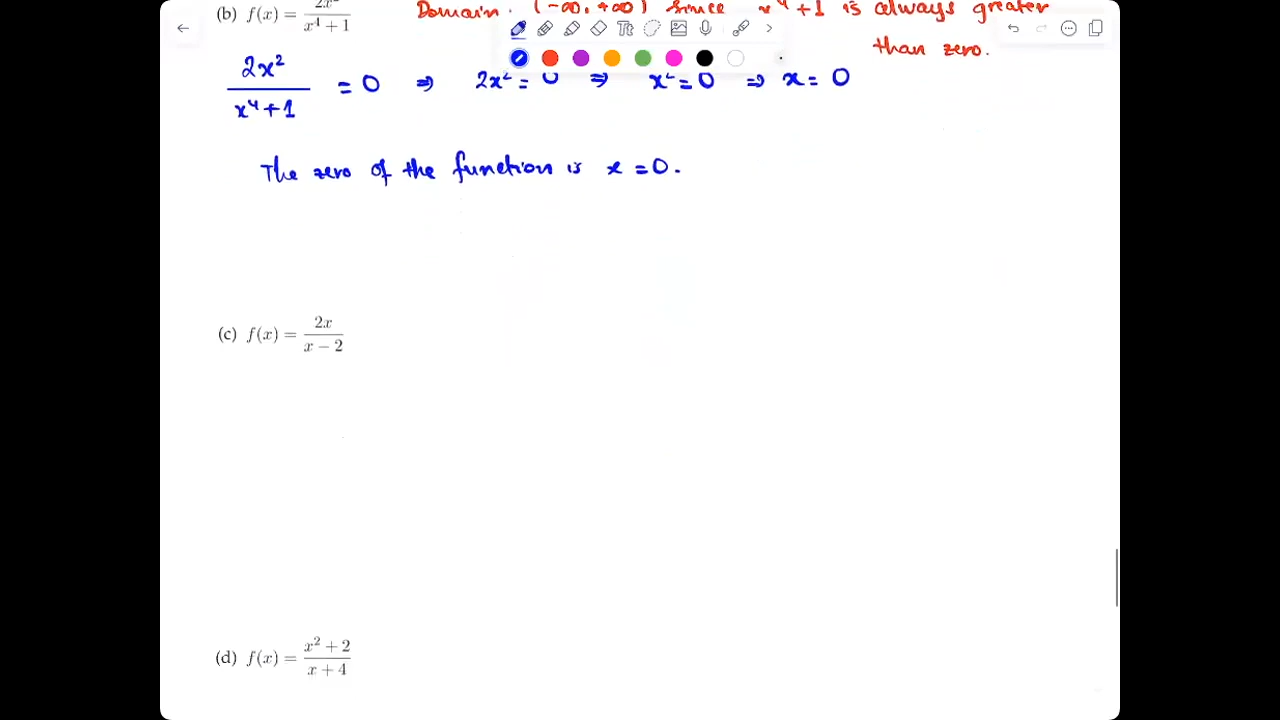 (b) f(x) = 2x² / x⁴ + 1 Domain. (-∞, +∞) since x⁴+1 is always greater
than zero.
2x² / x⁴+1 = 0 ⇒ 2x² = 0 ⇒ x² = 0 ⇒ x = 0
The zero of the function is x = 0.
(c) f(x) = 2x / x − 2
(d) f(x) = x² + 2 / x + 4